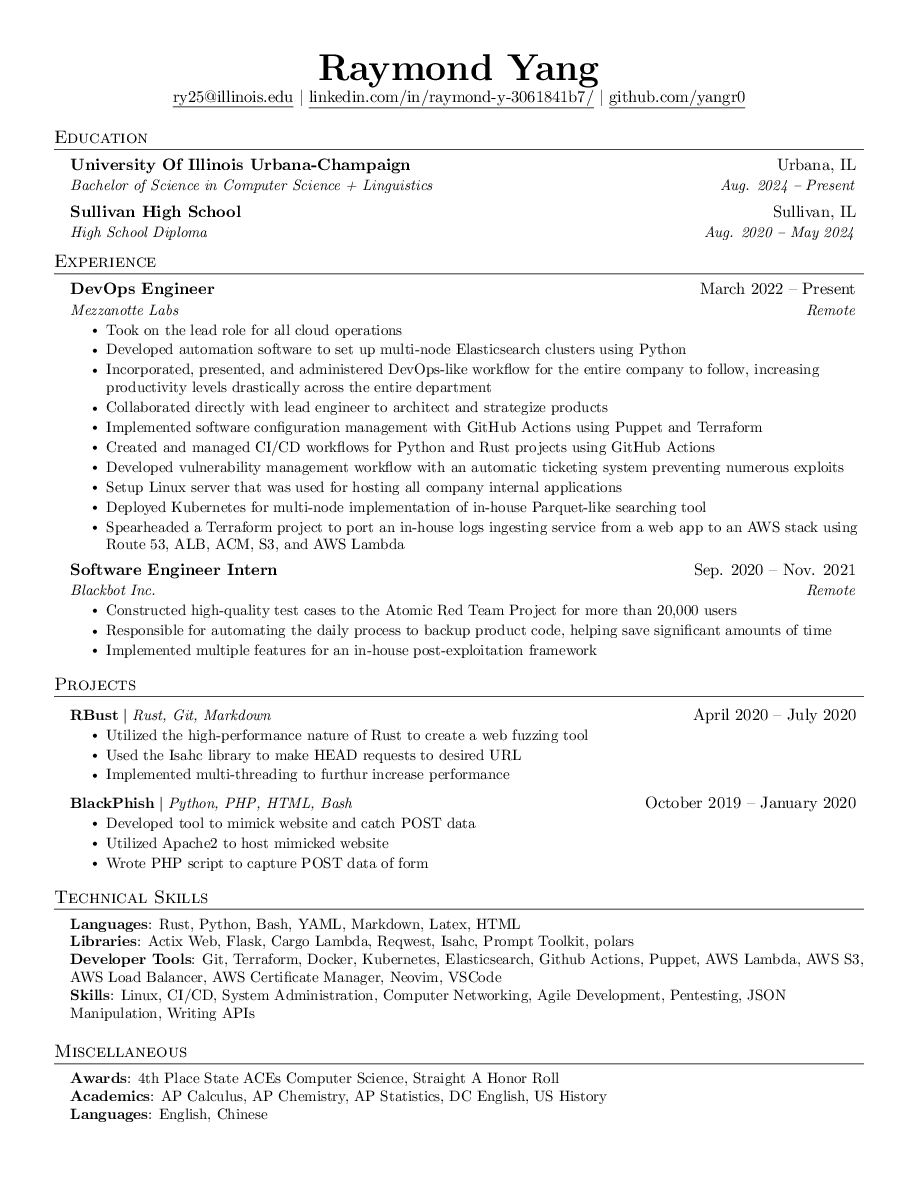 Raymond Yang
ry25@illinois.edu | linkedin.com/in/raymond-y-3061841b7/ | github.com/yangr0
Education
University Of Illinois Urbana-Champaign Urbana, IL
Bachelor of Science in Computer Science + Linguistics Aug. 2024 – Present
Sullivan High School Sullivan, IL
High School Diploma Aug. 2020 – May 2024
Experience
DevOps Engineer March 2022 – Present
Mezzanotte Labs Remote
• Took on the lead role for all cloud operations
• Developed automation software to set up multi-node Elasticsearch clusters using Python
• Incorporated, presented, and administered DevOps-like workflow for the entire company to follow, increasing
productivity levels drastically across the entire department
• Collaborated directly with lead engineer to architect and strategize products
• Implemented software configuration management with GitHub Actions using Puppet and Terraform
• Created and managed CI/CD workflows for Python and Rust projects using GitHub Actions
• Developed vulnerability management workflow with an automatic ticketing system preventing numerous exploits
• Setup Linux server that was used for hosting all company internal applications
• Deployed Kubernetes for multi-node implementation of in-house Parquet-like searching tool
• Spearheaded a Terraform project to port an in-house logs ingesting service from a web app to an AWS stack using
Route 53, ALB, ACM, S3, and AWS Lambda
Software Engineer Intern Sep. 2020 – Nov. 2021
Blackbot Inc. Remote
• Constructed high-quality test cases to the Atomic Red Team Project for more than 20,000 users
• Responsible for automating the daily process to backup product code, helping save significant amounts of time
• Implemented multiple features for an in-house post-exploitation framework
Projects
RBust | Rust, Git, Markdown April 2020 – July 2020
• Utilized the high-performance nature of Rust to create a web fuzzing tool
• Used the Isahc library to make HEAD requests to desired URL
• Implemented multi-threading to furthur increase performance
BlackPhish | Python, PHP, HTML, Bash October 2019 – January 2020
• Developed tool to mimick website and catch POST data
• Utilized Apache2 to host mimicked website
• Wrote PHP script to capture POST data of form
Technical Skills
Languages: Rust, Python, Bash, YAML, Markdown, Latex, HTML
Libraries: Actix Web, Flask, Cargo Lambda, Reqwest, Isahc, Prompt Toolkit, polars
Developer Tools: Git, Terraform, Docker, Kubernetes, Elasticsearch, Github Actions, Puppet, AWS Lambda, AWS S3,
AWS Load Balancer, AWS Certificate Manager, Neovim, VSCode
Skills: Linux, CI/CD, System Administration, Computer Networking, Agile Development, Pentesting, JSON
Manipulation, Writing APIs
Miscellaneous
Awards: 4th Place State ACEs Computer Science, Straight A Honor Roll
Academics: AP Calculus, AP Chemistry, AP Statistics, DC English, US History
Languages: English, Chinese